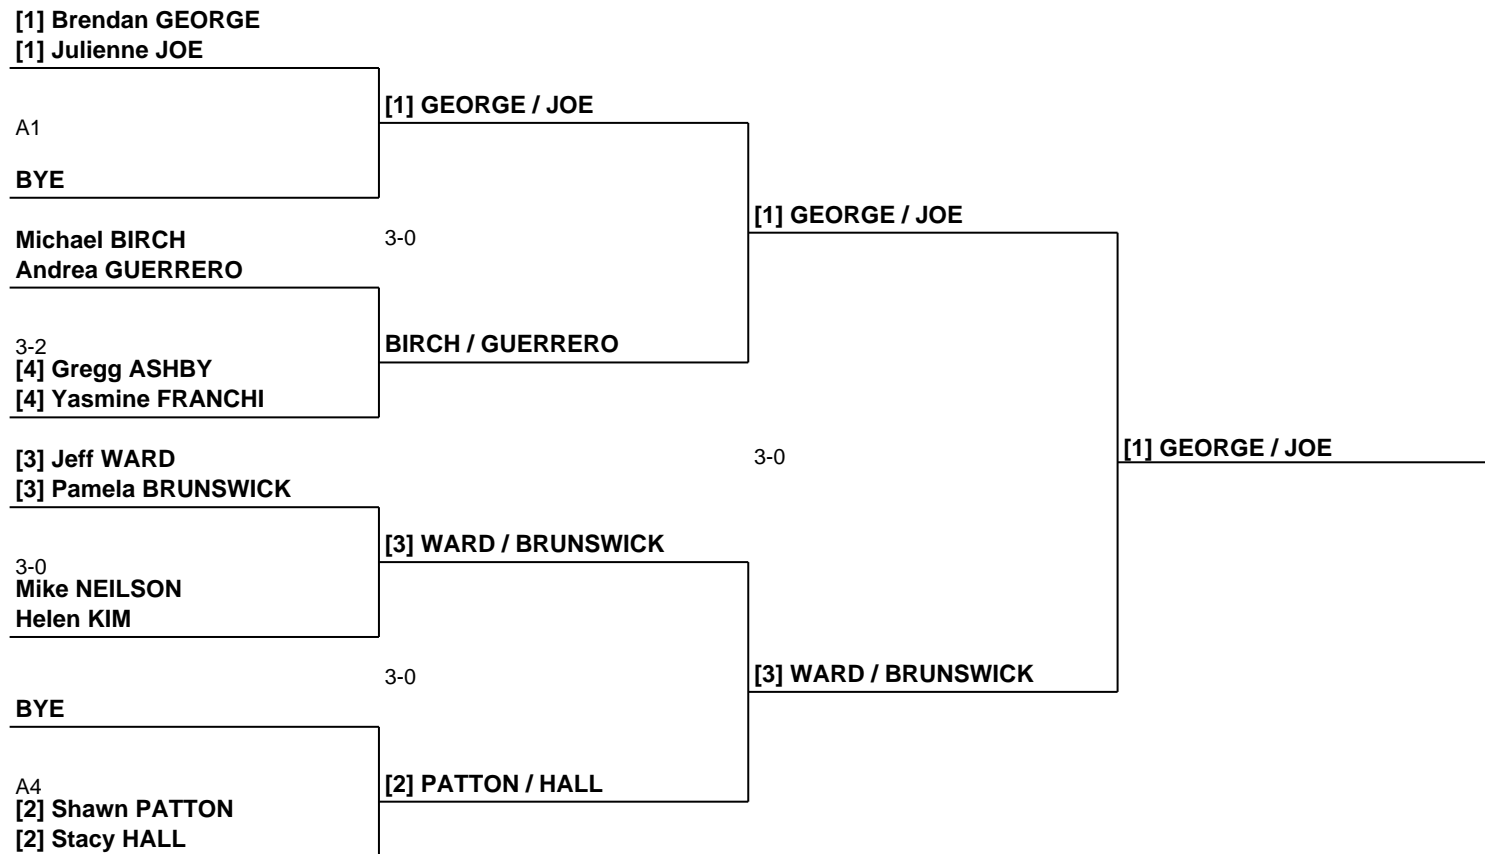 [1] Brendan GEORGE
[1] Julienne JOE
[1] GEORGE / JOE
A1
BYE
[1] GEORGE / JOE
Michael BIRCH
3-0
Andrea GUERRERO
3-2
BIRCH / GUERRERO
[4] Gregg ASHBY
[4] Yasmine FRANCHI
[3] Jeff WARD
3-0
[1] GEORGE / JOE
[3] Pamela BRUNSWICK
[3] WARD / BRUNSWICK
3-0
Mike NEILSON
Helen KIM
3-0
[3] WARD / BRUNSWICK
BYE
A4
[2] PATTON / HALL
[2] Shawn PATTON
[2] Stacy HALL